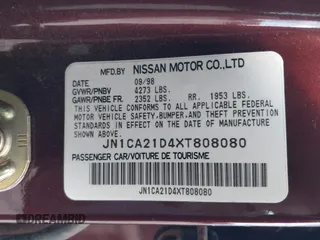 MFD.BY NISSAN MOTOR CO.,LTD
DATE 09/98
GVWR/PNBV 4273 LBS.
GAWR/PNBE FR. 2352 LBS. RR. 1953 LBS.
THIS VEHICLE CONFORMS TO ALL APPLICABLE FEDERAL
MOTOR VEHICLE SAFETY,BUMPER,AND THEFT PREVENTION
STANDARDS IN EFFECT ON THE DATE OF MANUFACTURE
SHOWN ABOVE.
JN1CA21D4XT808080
PASSENGER CAR/VOITURE DE TOURISME
JN1CA21D4XT808080
DREAMBID